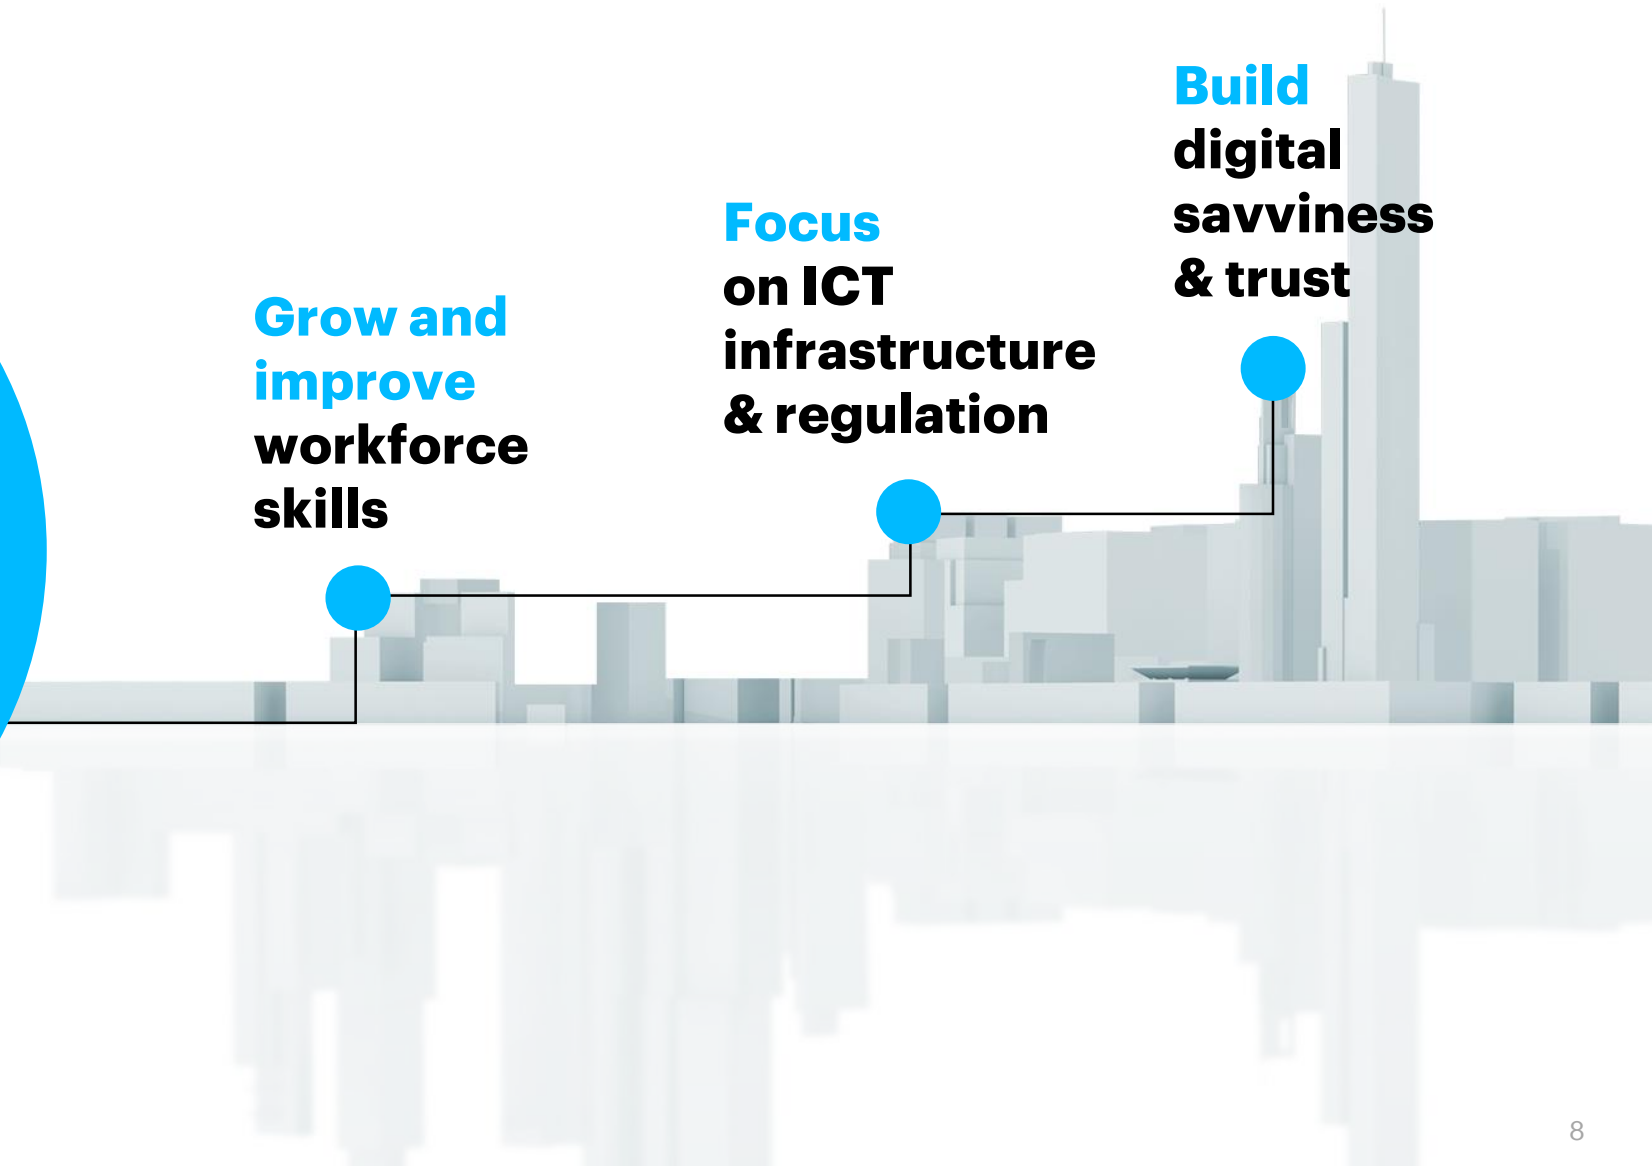 Grow and
improve
workforce
skills
Focus
on ICT
infrastructure
& regulation
Build
digital
savviness
& trust
8